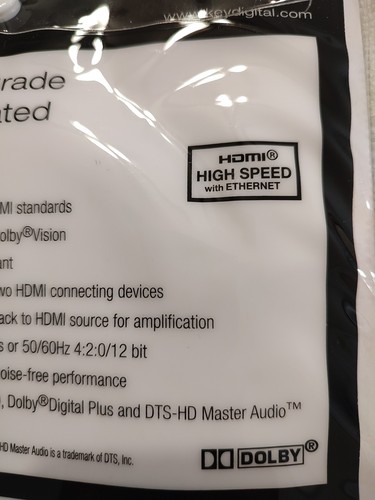 www.keydigital.com
rade
ated
HDMI®
HIGH SPEED
with ETHERNET
MI standards
olby®Vision
ant
wo HDMI connecting devices
ack to HDMI source for amplification
s or 50/60Hz 4:2:0/12 bit
oise-free performance
, Dolby®Digital Plus and DTS-HD Master Audio™
HD Master Audio is a trademark of DTS, Inc.
DOLBY®